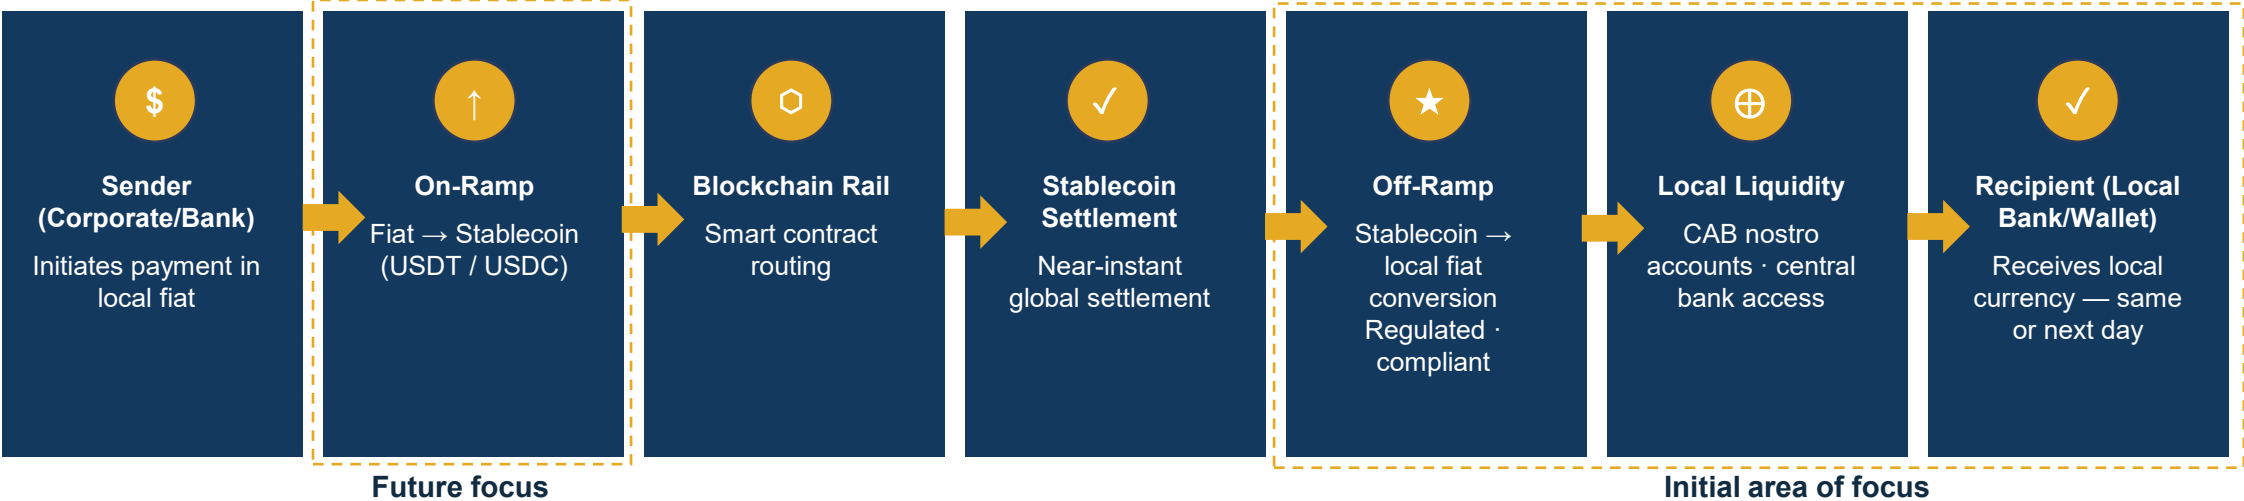 $
Sender
(Corporate/Bank)
Initiates payment in
local fiat
↑
On-Ramp
Fiat → Stablecoin
(USDT / USDC)
Blockchain Rail
Smart contract
routing
✓
Stablecoin
Settlement
Near-instant
global settlement
★
Off-Ramp
Stablecoin →
local fiat
conversion
Regulated ·
compliant
⊕
Local Liquidity
CAB nostro
accounts · central
bank access
✓
Recipient (Local
Bank/Wallet)
Receives local
currency — same
or next day
Future focus
Initial area of focus